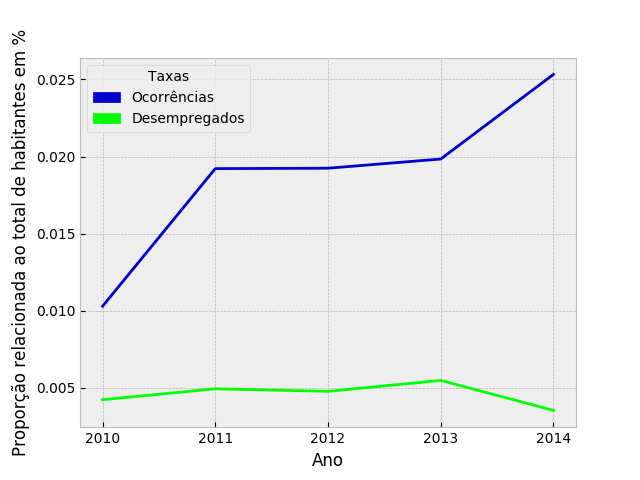 Proporção relacionada ao total de habitantes em %
0.025
0.020
0.015
0.010
0.005
Taxas
Ocorrências
Desempregados
2010 2011 2012 2013 2014
Ano